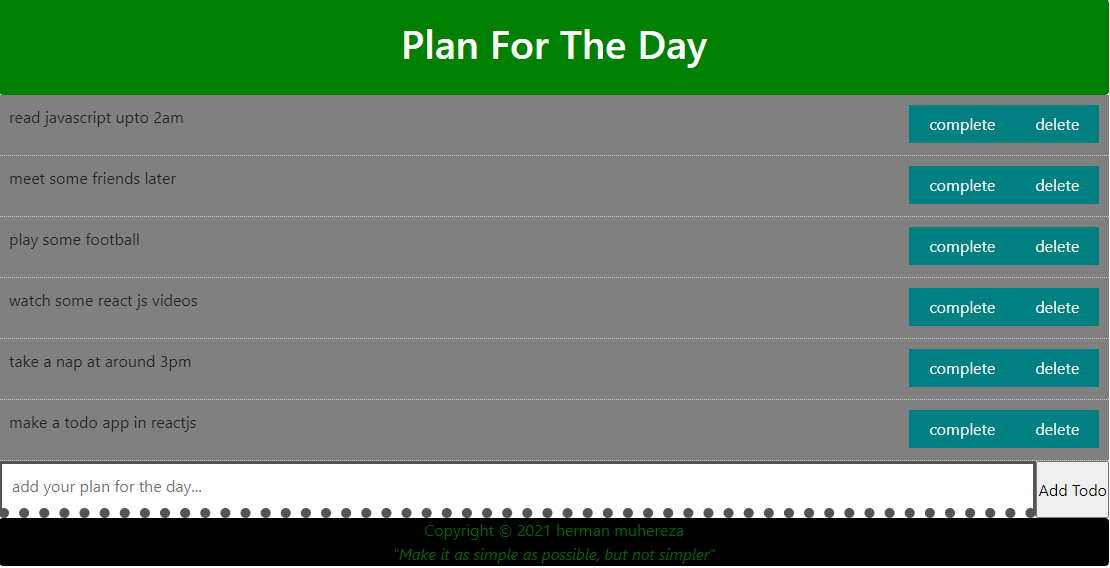 Plan For The Day
read javascript upto 2am
complete
delete
meet some friends later
complete
delete
play some football
complete
delete
watch some react js videos
complete
delete
take a nap at around 3pm
complete
delete
make a todo app in reactjs
complete
delete
add your plan for the day...
Add Todo
Copyright © 2021 herman muhereza
"Make it as simple as possible, but not simpler"